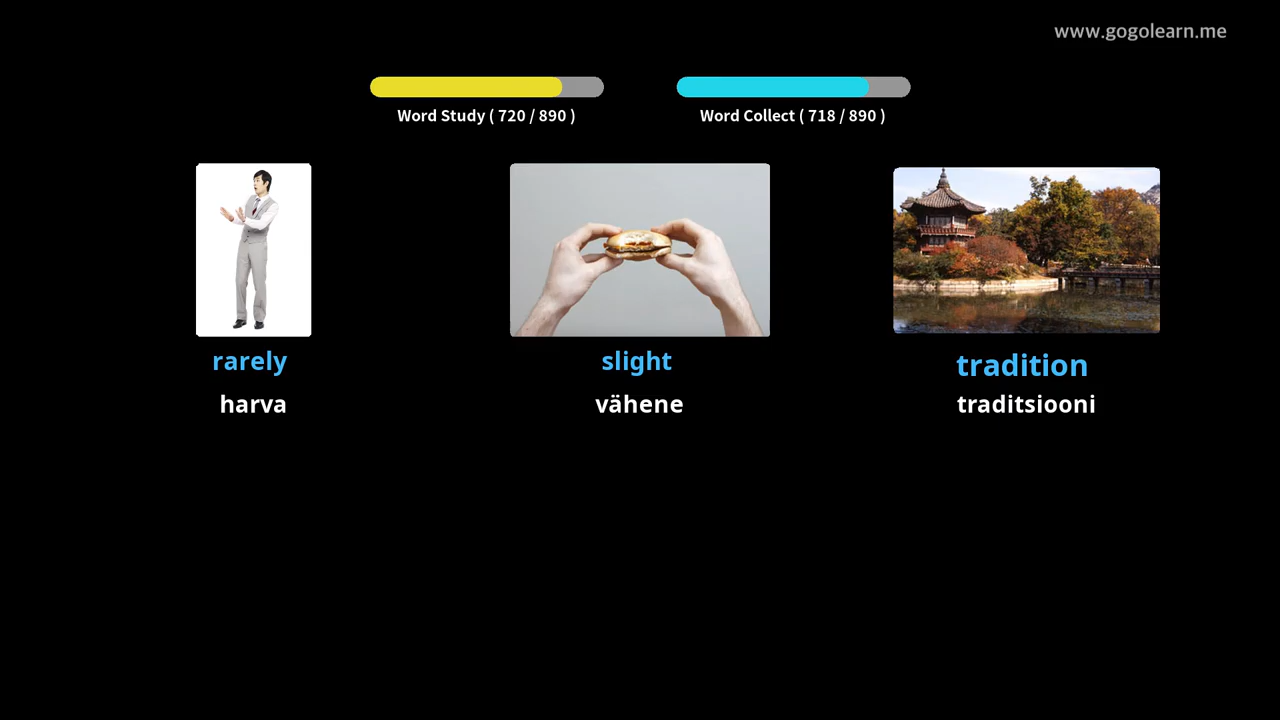 www.gogolearn.me
Word Study ( 720 / 890 )
Word Collect ( 718 / 890 )
rarely
slight
tradition
harva
vähene
traditsiooni